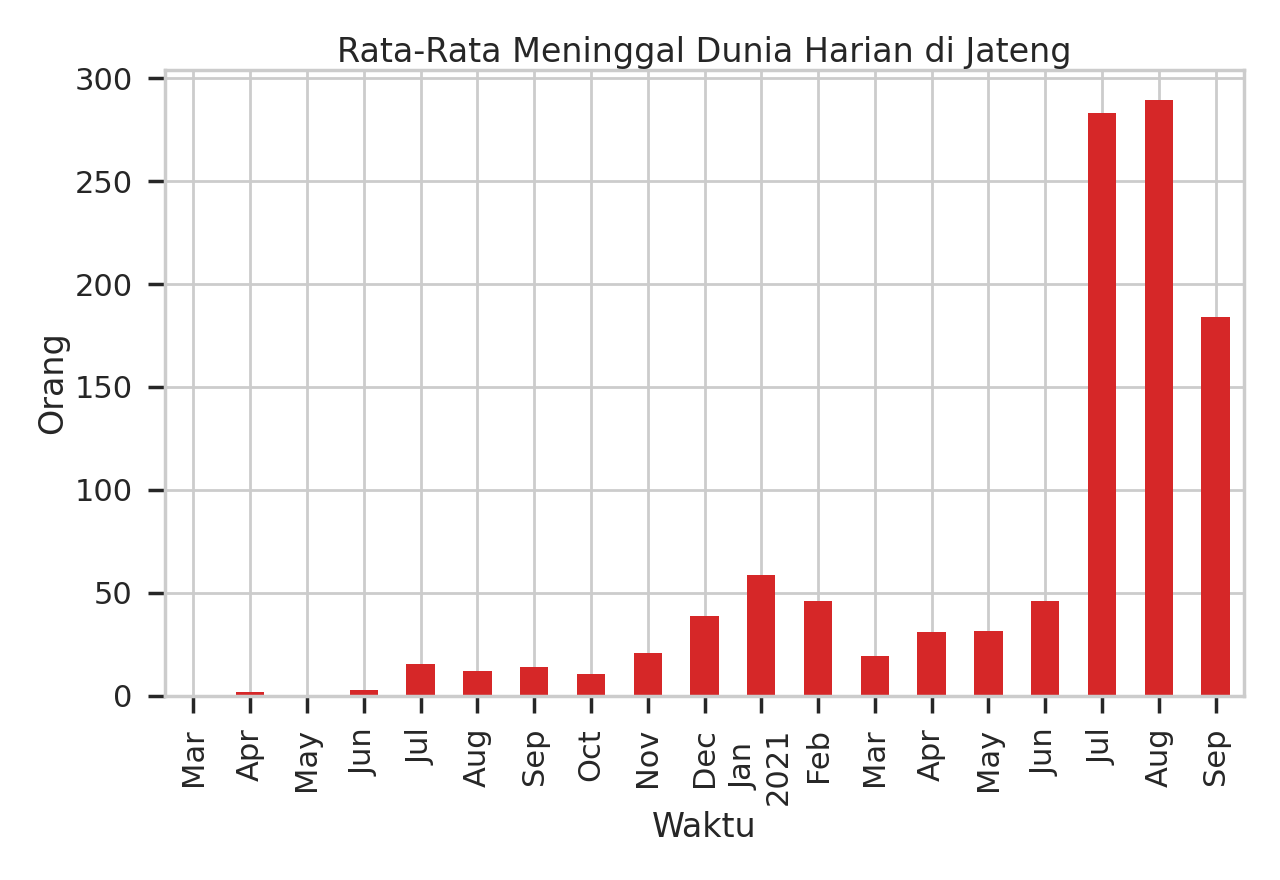 Rata-Rata Meninggal Dunia Harian di Jateng
300
250
200
150
100
50
0
Orang
Mar
Apr
May
Jun
Jul
Aug
Sep
Oct
Nov
Dec
Jan
2021
Feb
Mar
Apr
May
Jun
Jul
Aug
Sep
Waktu